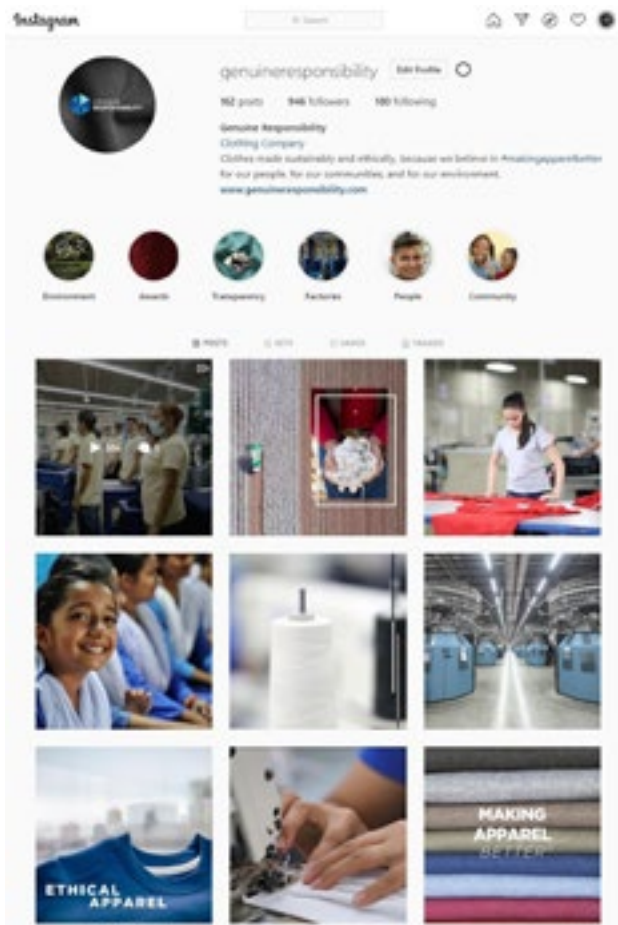 Instagram
Search
genuineresponsibility Edit Profile
162 posts 946 followers 180 following
Genuine Responsibility
Clothing Company
Clothes made sustainably and ethically, because we believe in #makingapparelbetter
for our people, for our communities, and for our environment.
www.genuineresponsibility.com
Environment Awards Transparency Factories People Community
POSTS SAVED TAGGED
ETHICAL
APPAREL
MAKING
APPAREL
BETTER